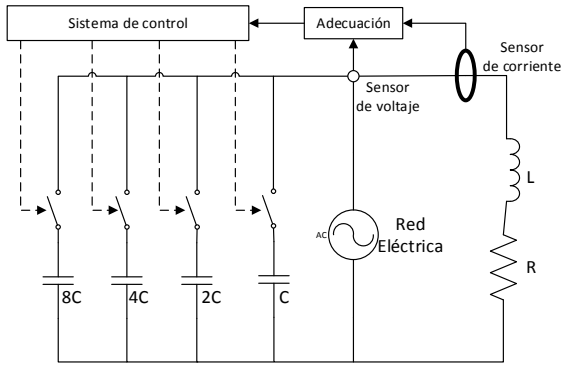 Sistema de control
Adecuación
Sensor
de corriente
Sensor
de voltaje
L
AC
Red
Eléctrica
R
8C
4C
2C
C